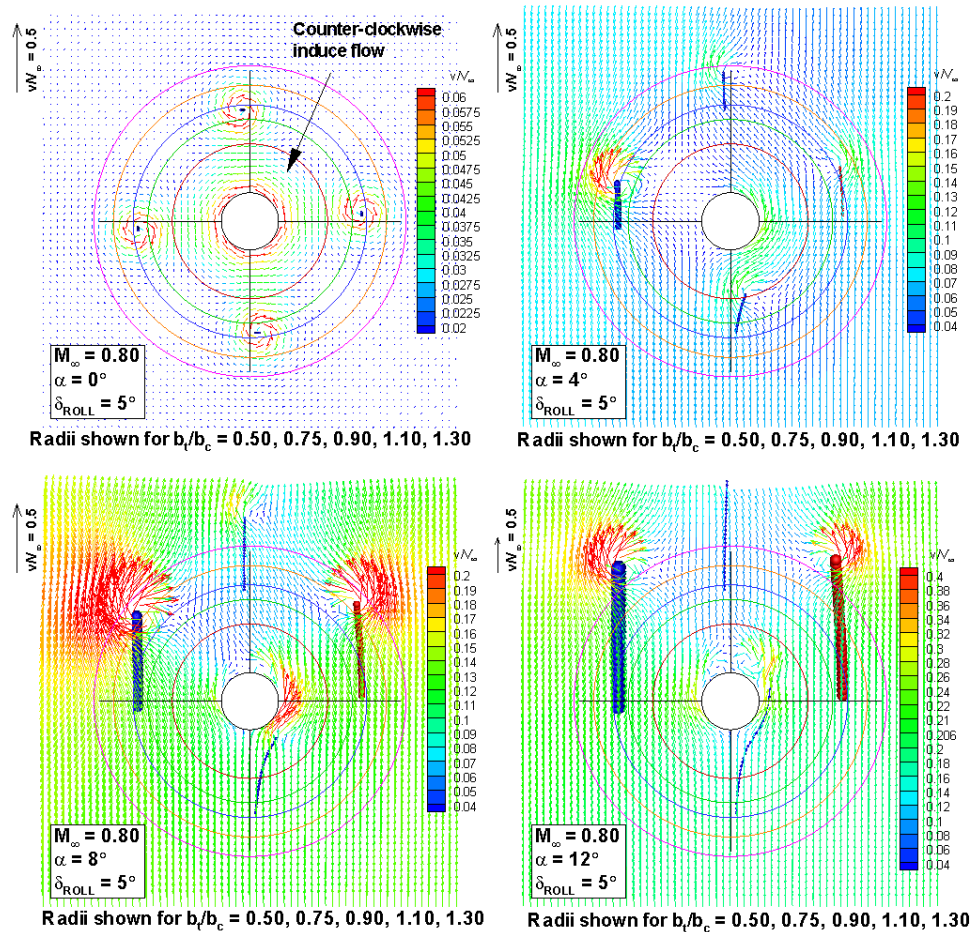 Counter-clockwise
induce flow
v/V∞ = 0.5
v/V∞
0.06
0.0575
0.055
0.0525
0.05
0.0475
0.045
0.0425
0.04
0.0375
0.035
0.033
0.03
0.0275
0.025
0.0225
0.02
M∞ = 0.80
α = 0°
δROLL = 5°
Radii shown for bt/bc = 0.50, 0.75, 0.90, 1.10, 1.30
v/V∞ = 0.5
v/V∞
0.2
0.19
0.18
0.17
0.16
0.15
0.14
0.13
0.12
0.11
0.1
0.09
0.08
0.07
0.06
0.05
0.04
M∞ = 0.80
α = 4°
δROLL = 5°
Radii shown for bt/bc = 0.50, 0.75, 0.90, 1.10, 1.30
v/V∞ = 0.5
v/V∞
0.2
0.19
0.18
0.17
0.16
0.15
0.14
0.13
0.12
0.11
0.1
0.09
0.08
0.07
0.06
0.05
0.04
M∞ = 0.80
α = 8°
δROLL = 5°
Radii shown for bt/bc = 0.50, 0.75, 0.90, 1.10, 1.30
v/V∞ = 0.5
v/V∞
0.4
0.38
0.36
0.34
0.32
0.3
0.28
0.26
0.24
0.22
0.21
0.206
0.2
0.18
0.16
0.14
0.12
0.1
0.08
0.06
0.04
M∞ = 0.80
α = 12°
δROLL = 5°
Radii shown for bt/bc = 0.50, 0.75, 0.90, 1.10, 1.30